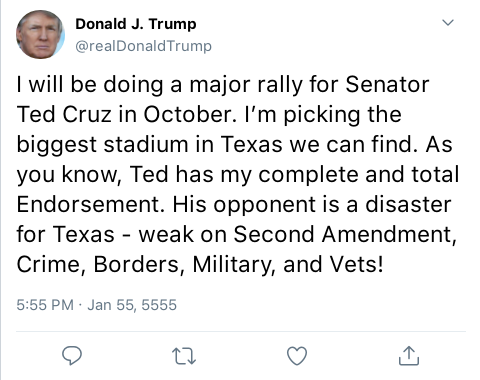 Donald J. Trump
@realDonaldTrump
I will be doing a major rally for Senator
Ted Cruz in October. I’m picking the
biggest stadium in Texas we can find. As
you know, Ted has my complete and total
Endorsement. His opponent is a disaster
for Texas - weak on Second Amendment,
Crime, Borders, Military, and Vets!
5:55 PM · Jan 55, 5555